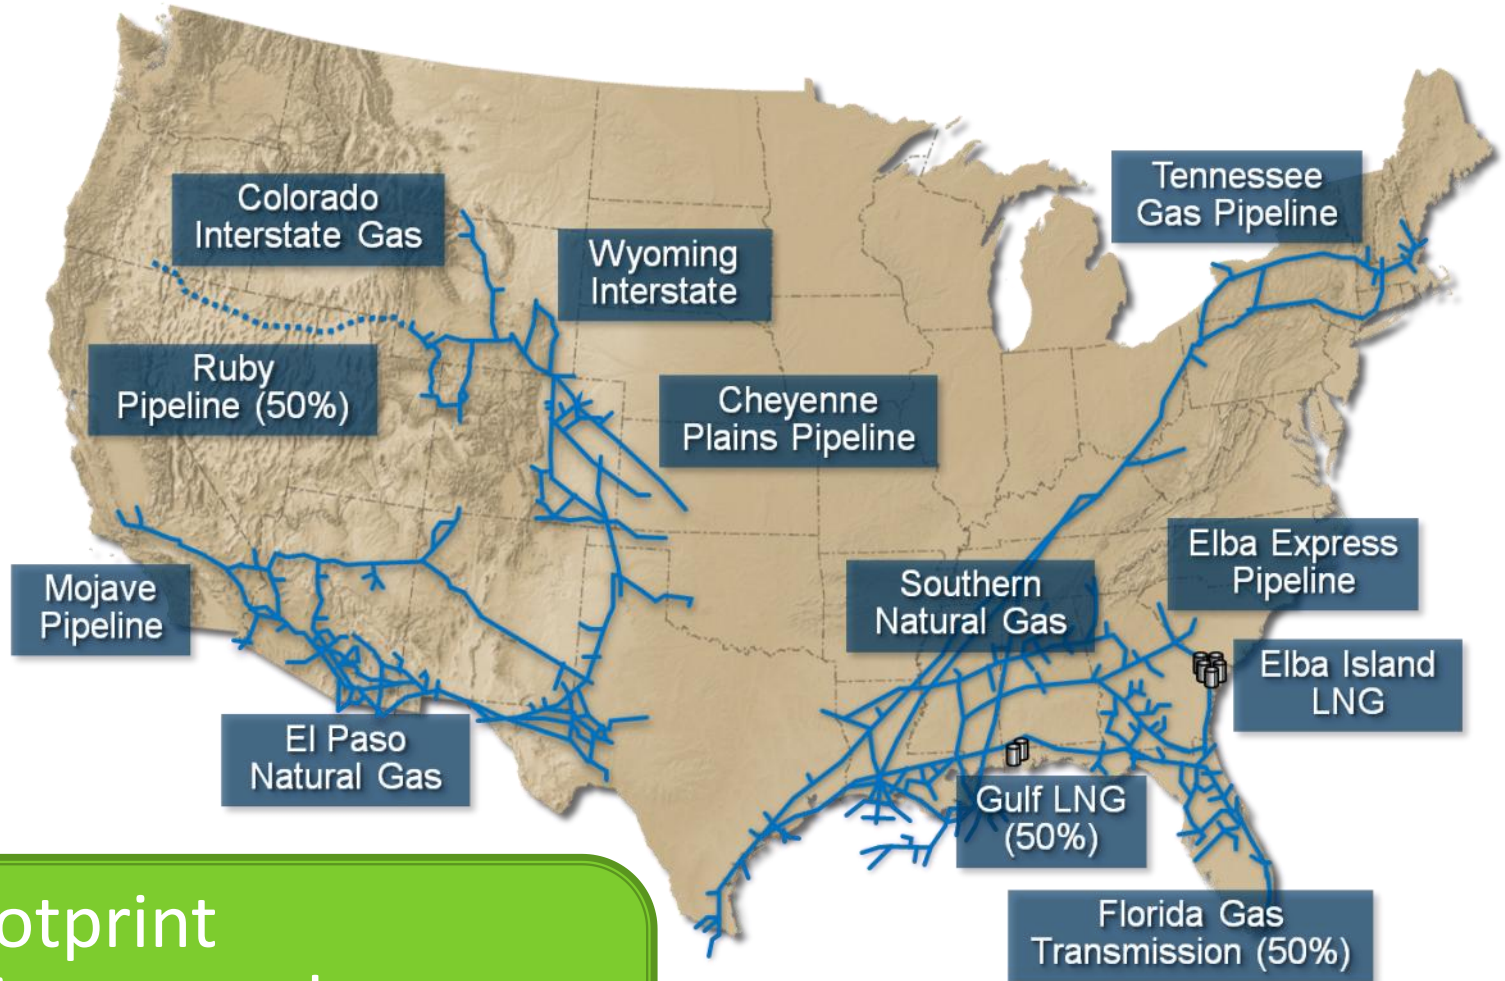 Tennessee
Gas Pipeline
Colorado
Interstate Gas
Wyoming
Interstate
Ruby
Pipeline (50%)
Cheyenne
Plains Pipeline
Elba Express
Pipeline
Mojave
Pipeline
Southern
Natural Gas
Elba Island
LNG
El Paso
Natural Gas
Gulf LNG
(50%)
Florida Gas
Transmission (50%)
otprint